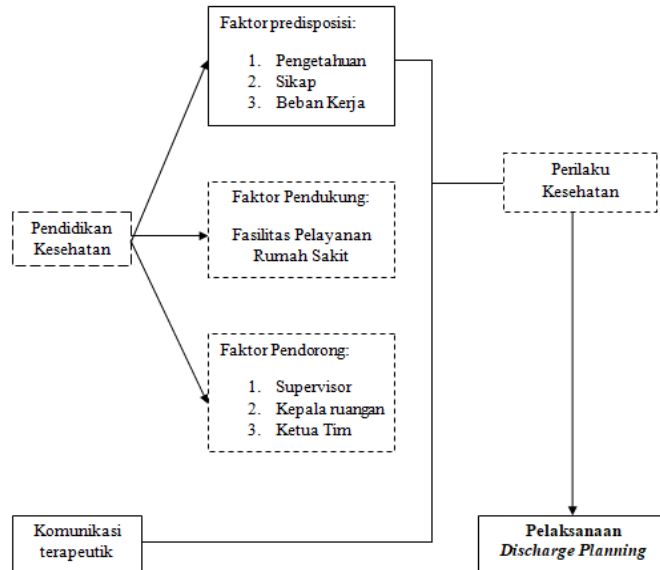 Faktor predisposisi:
1. Pengetahuan
2. Sikap
3. Beban Kerja
Perilaku
Kesehatan
Faktor Pendukung:
Fasilitas Pelayanan
Rumah Sakit
Pendidikan
Kesehatan
Faktor Pendorong:
1. Supervisor
2. Kepala ruangan
3. Ketua Tim
Komunikasi
terapeutik
Pelaksanaan
Discharge Planning